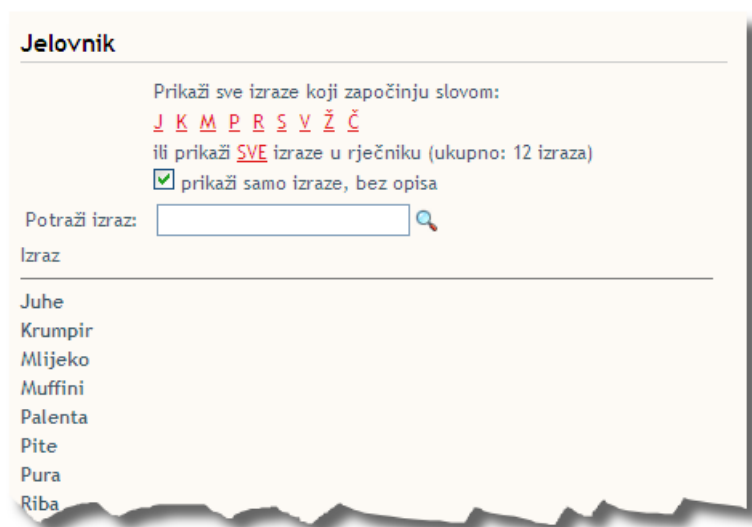 Jelovnik
Prikaži sve izraze koji započinju slovom:
J K M P R S V Ž Č
ili prikaži SVE izraze u rječniku (ukupno: 12 izraza)
prikaži samo izraze, bez opisa
Potraži izraz:
Izraz
Juhe
Krumpir
Mlijeko
Muffini
Palenta
Pite
Pura
Riba